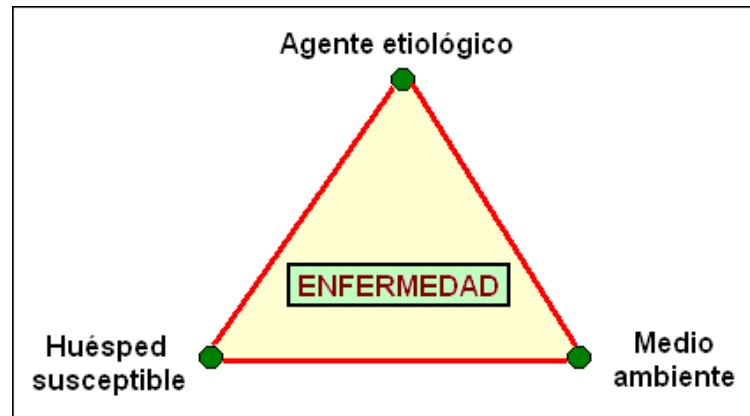 Agente etiológico
ENFERMEDAD
Huésped
susceptible
Medio
ambiente